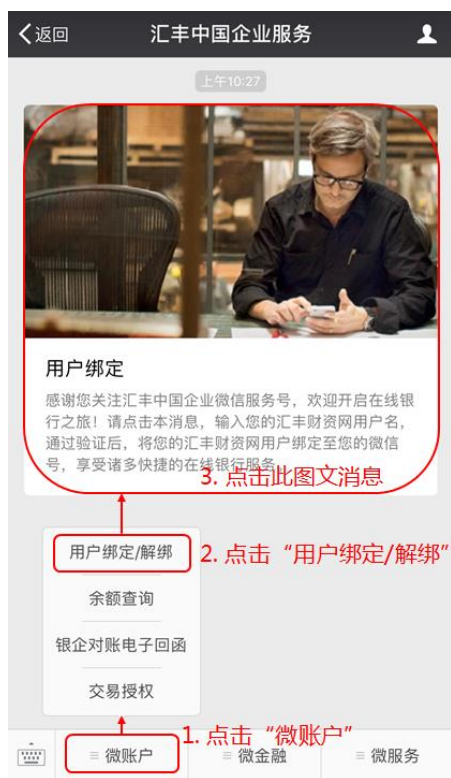 返回 汇丰中国企业服务
上午10:27
用户绑定
感谢您关注汇丰中国企业微信服务号，欢迎开启在线银
行之旅！请点击本消息，输入您的汇丰财资网用户名，
通过验证后，将您的汇丰财资网用户绑定至您的微信
号，享受诸多快捷的在线银行服务。
3. 点击此图文消息
用户绑定/解绑
2. 点击“用户绑定/解绑”
余额查询
银企对账电子回函
交易授权
1. 点击“微账户”
微账户 微金融 微服务